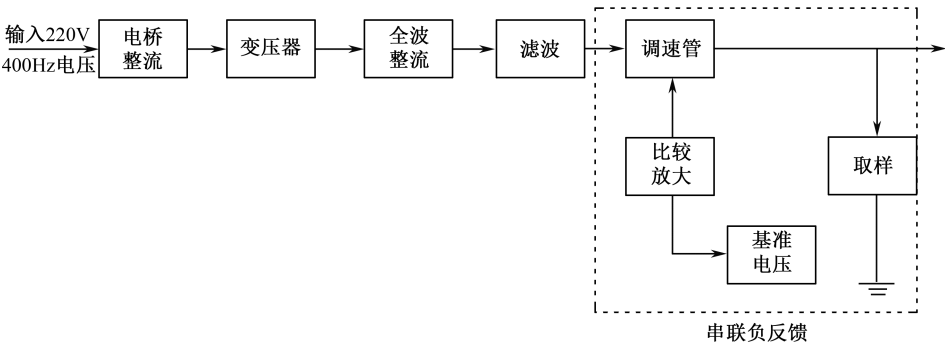 输入220V
400Hz电压
电桥
整流
变压器
全波
整流
滤波
调速管
比较
放大
取样
基准
电压
串联负反馈